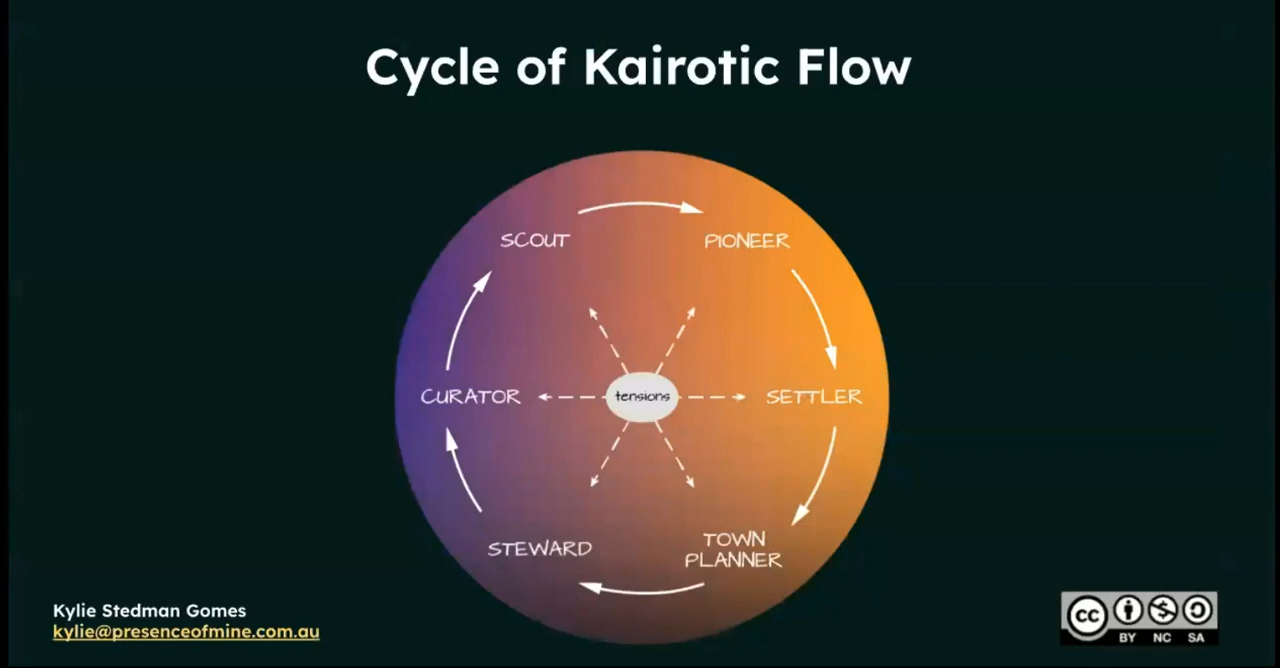 Cycle of Kairotic Flow
SCOUT
PIONEER
CURATOR
tensions
SETTLER
STEWARD
TOWN
PLANNER
Kylie Stedman Gomes
kylie@presenceofmine.com.au
cc
BY NC SA